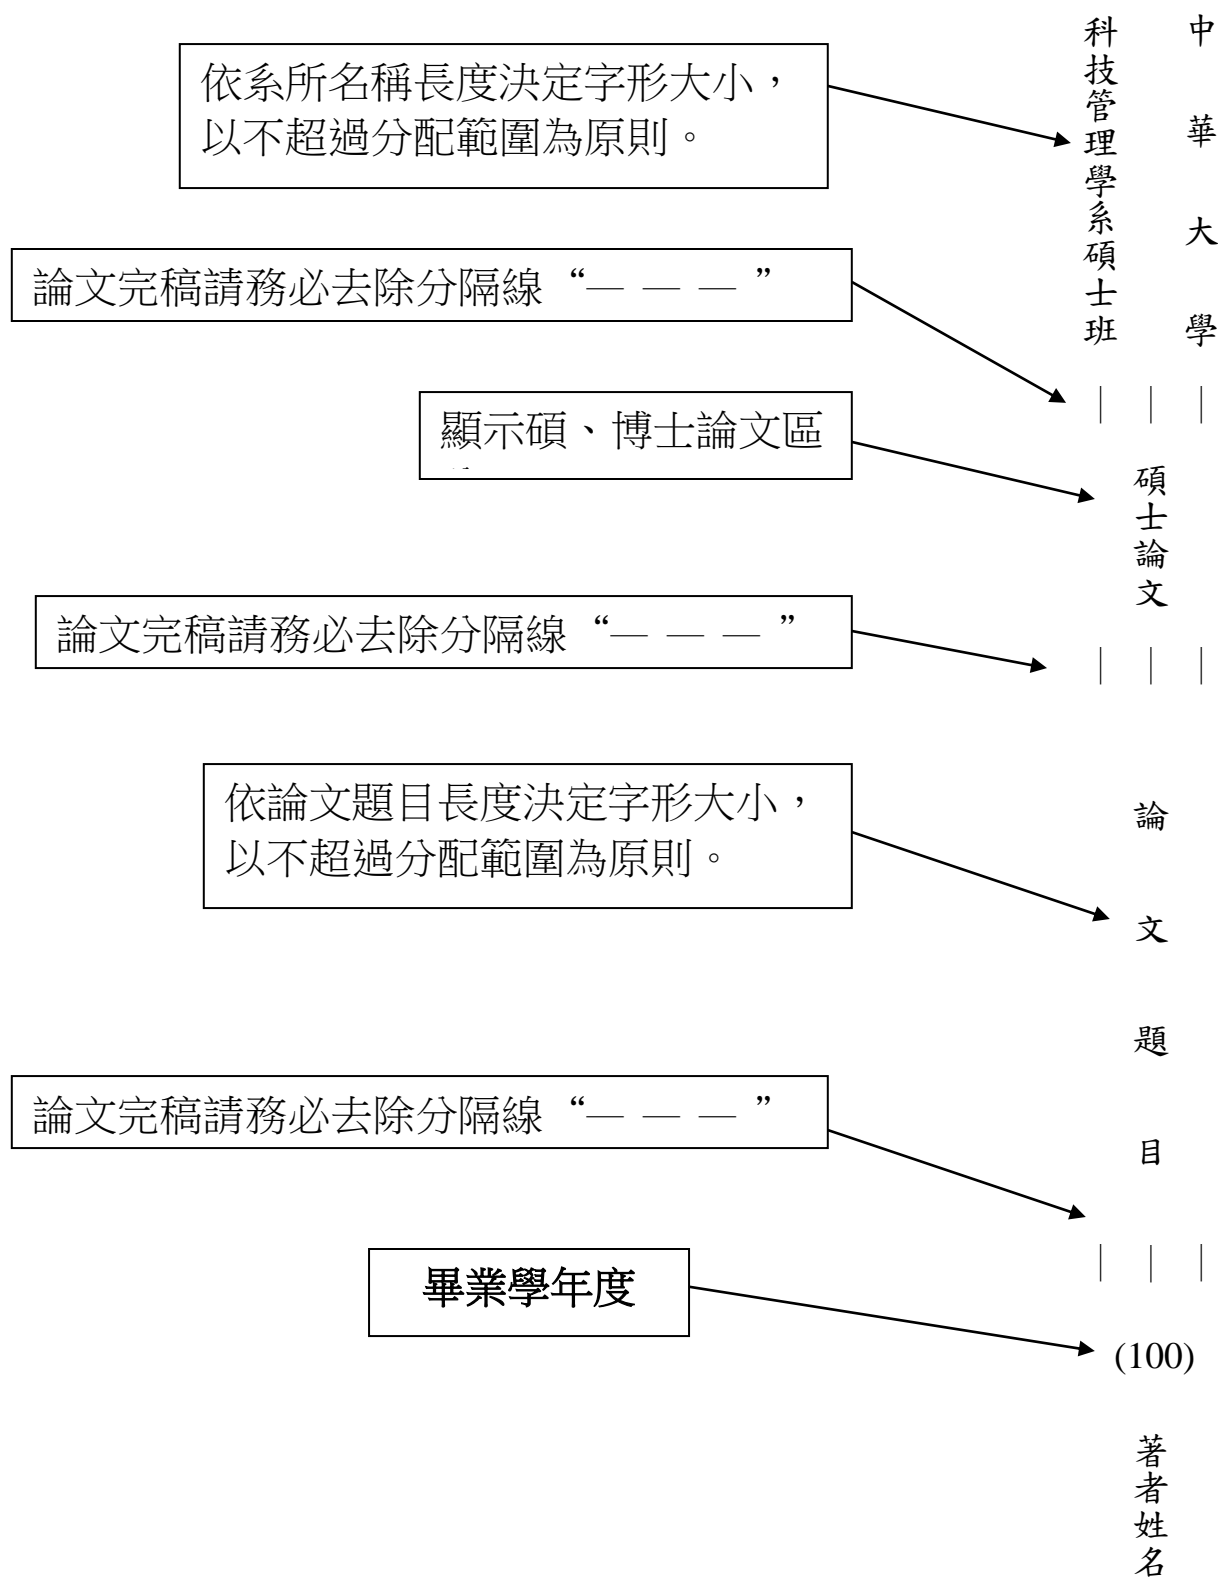 中華大學
科技管理學系碩士班
依系所名稱長度決定字形大小，
以不超過分配範圍為原則。
論文完稿請務必去除分隔線“— — —”
｜｜｜
顯示碩、博士論文區
碩士論文
論文完稿請務必去除分隔線“— — —”
｜｜｜
依論文題目長度決定字形大小，
以不超過分配範圍為原則。
論文題目
論文完稿請務必去除分隔線“— — —”
｜｜｜
畢業學年度
(100)
著者姓名